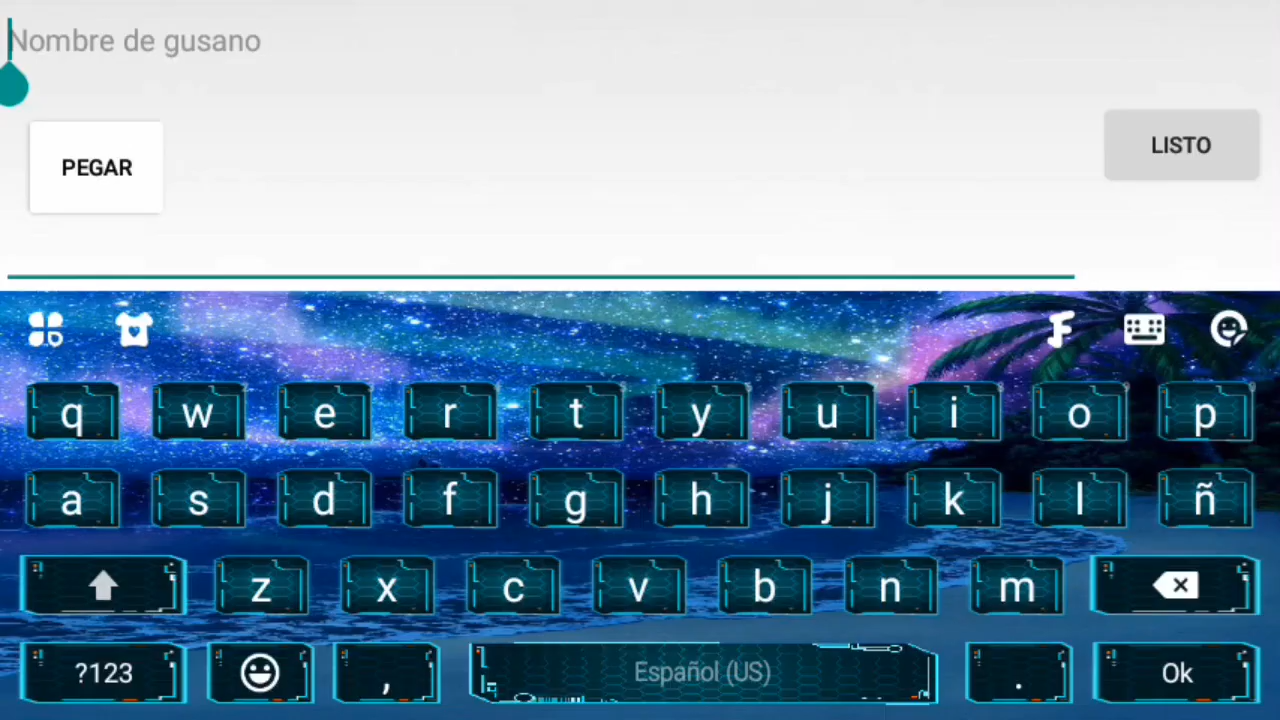 Nombre de gusano
PEGAR
LISTO
q w e r t y u i o p
a s d f g h j k l ñ
z x c v b n m
?123 , Español (US) . Ok